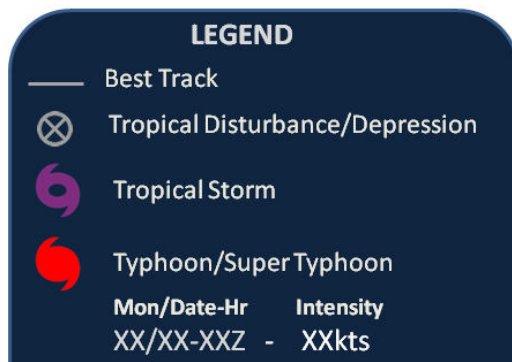 LEGEND
Best Track
Tropical Disturbance/Depression
Tropical Storm
Typhoon/Super Typhoon
Mon/Date-Hr Intensity
XX/XX-XXZ - XXkts